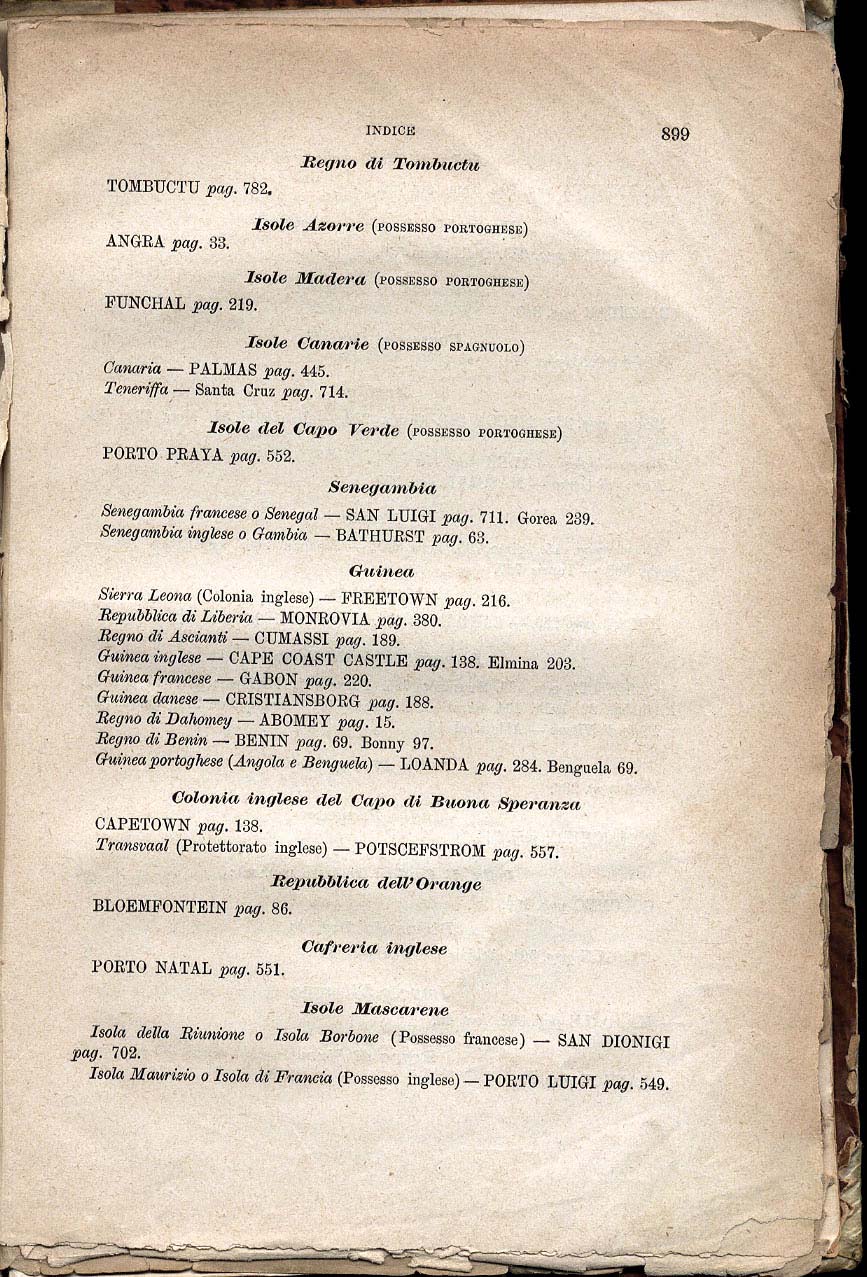 INDICE 899
Regno di Tombuctu
TOMBUCTU pag. 782.
Isole Azorre (POSSESSO PORTOGHESE)
ANGRA pag. 33.
Isole Madera (POSSESSO PORTOGHESE)
FUNCHAL pag. 219.
Isole Canarie (POSSESSO SPAGNUOLO)
Canaria — PALMAS pag. 445.
Teneriffa — Santa Cruz pag. 714.
Isole del Capo Verde (POSSESSO PORTOGHESE)
PORTO PRAYA pag. 552.
Senegambia
Senegambia francese o Senegal — SAN LUIGI pag. 711. Gorea 239.
Senegambia inglese o Gambia — BATHURST pag. 63.
Guinea
Sierra Leona (Colonia inglese) — FREETOWN pag. 216.
Repubblica di Liberia — MONROVIA pag. 380.
Regno di Ascianti — CUMASSI pag. 189.
Guinea inglese — CAPE COAST CASTLE pag. 138. Elmina 203.
Guinea francese — GABON pag. 220.
Guinea danese — CRISTIANSBORG pag. 188.
Regno di Dahomey — ABOMEY pag. 15.
Regno di Benin — BENIN pag. 69. Bonny 97.
Guinea portoghese (Angola e Benguela) — LOANDA pag. 284. Benguela 69.
Colonia inglese del Capo di Buona Speranza
CAPETOWN pag. 138.
Transvaal (Protettorato inglese) — POTSCEFSTROM pag. 557.
Repubblica dell'Orange
BLOEMFONTEIN pag. 86.
Cafreria inglese
PORTO NATAL pag. 551.
Isole Mascarene
Isola della Riunione o Isola Borbone (Possesso francese) — SAN DIONIGI
pag. 702.
Isola Maurizio o Isola di Francia (Possesso inglese) — PORTO LUIGI pag. 549.